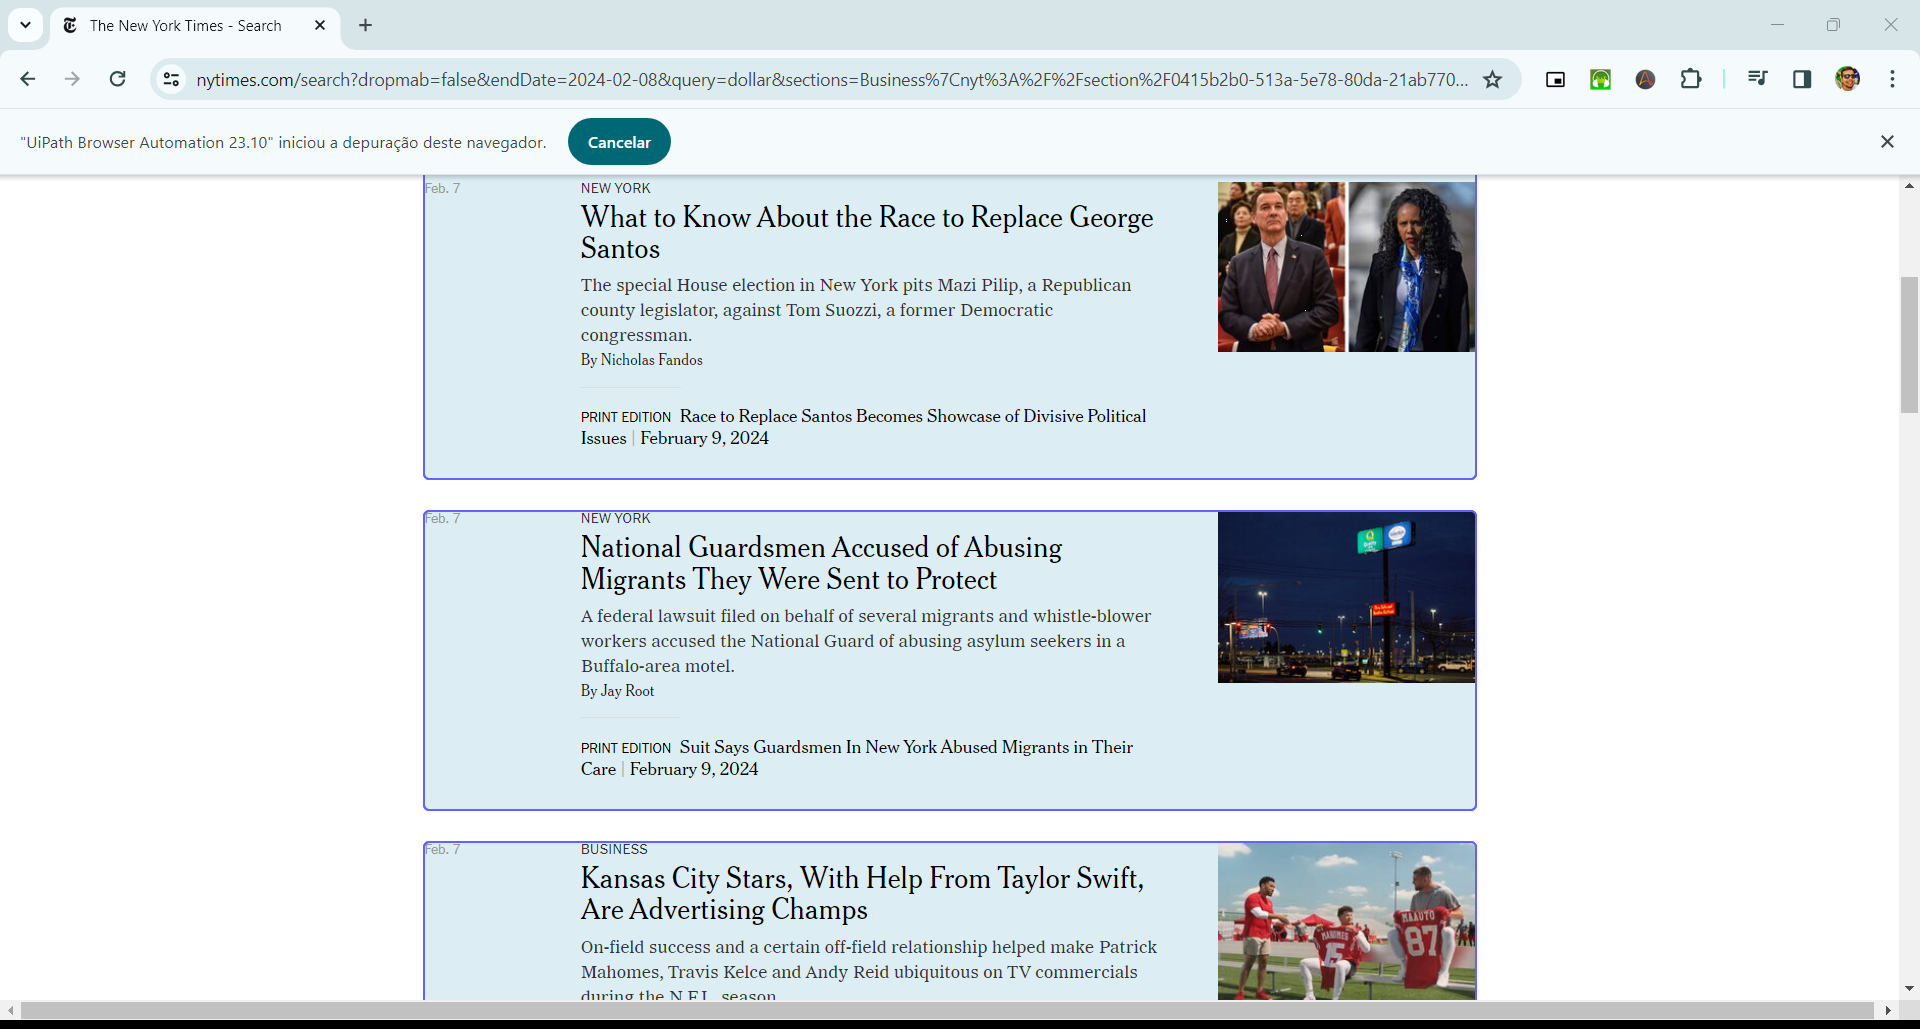 The New York Times - Search
nytimes.com/search?dropmab=false&endDate=2024-02-08&query=dollar&sections=Business%7Cnyt%3A%2F%2Fsection%2F0415b2b0-513a-5e78-80da-21ab770...
"UiPath Browser Automation 23.10" iniciou a depuração deste navegador.
Cancelar
Feb. 7
NEW YORK
What to Know About the Race to Replace George
Santos
The special House election in New York pits Mazi Pilip, a Republican
county legislator, against Tom Suozzi, a former Democratic
congressman.
By Nicholas Fandos
PRINT EDITION Race to Replace Santos Becomes Showcase of Divisive Political
Issues | February 9, 2024
Feb. 7
NEW YORK
National Guardsmen Accused of Abusing
Migrants They Were Sent to Protect
A federal lawsuit filed on behalf of several migrants and whistle-blower
workers accused the National Guard of abusing asylum seekers in a
Buffalo-area motel.
By Jay Root
PRINT EDITION Suit Says Guardsmen In New York Abused Migrants in Their
Care | February 9, 2024
Feb. 7
BUSINESS
Kansas City Stars, With Help From Taylor Swift,
Are Advertising Champs
On-field success and a certain off-field relationship helped make Patrick
Mahomes, Travis Kelce and Andy Reid ubiquitous on TV commercials
during the N.F.L. season.
MAHOMES
15
MAAUTO
87